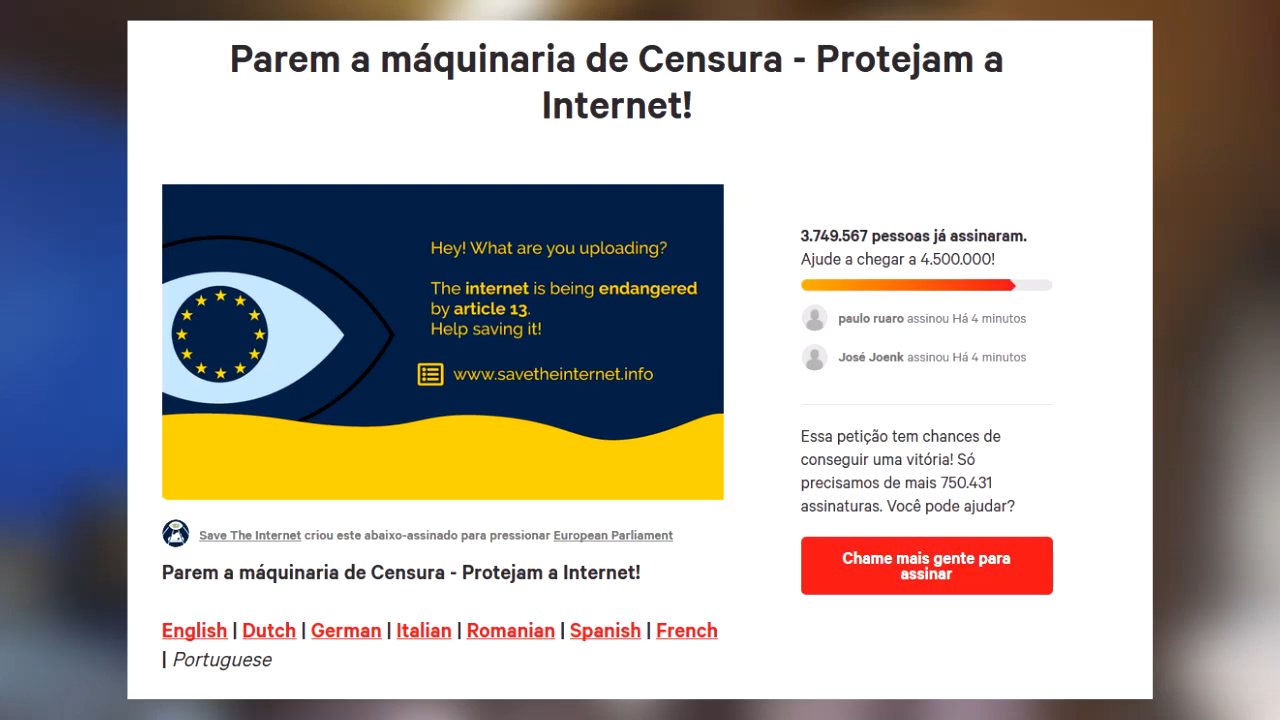 Parem a máquinaria de Censura - Protejam a
Internet!
Hey! What are you uploading?
The internet is being endangered
by article 13.
Help saving it!
www.savetheinternet.info
Save The Internet criou este abaixo-assinado para pressionar European Parliament
Parem a máquinaria de Censura - Protejam a Internet!
English | Dutch | German | Italian | Romanian | Spanish | French
| Portuguese
3.749.567 pessoas já assinaram.
Ajude a chegar a 4.500.000!
paulo ruaro assinou Há 4 minutos
José Joenk assinou Há 4 minutos
Essa petição tem chances de
conseguir uma vitória! Só
precisamos de mais 750.431
assinaturas. Você pode ajudar?
Chame mais gente para
assinar